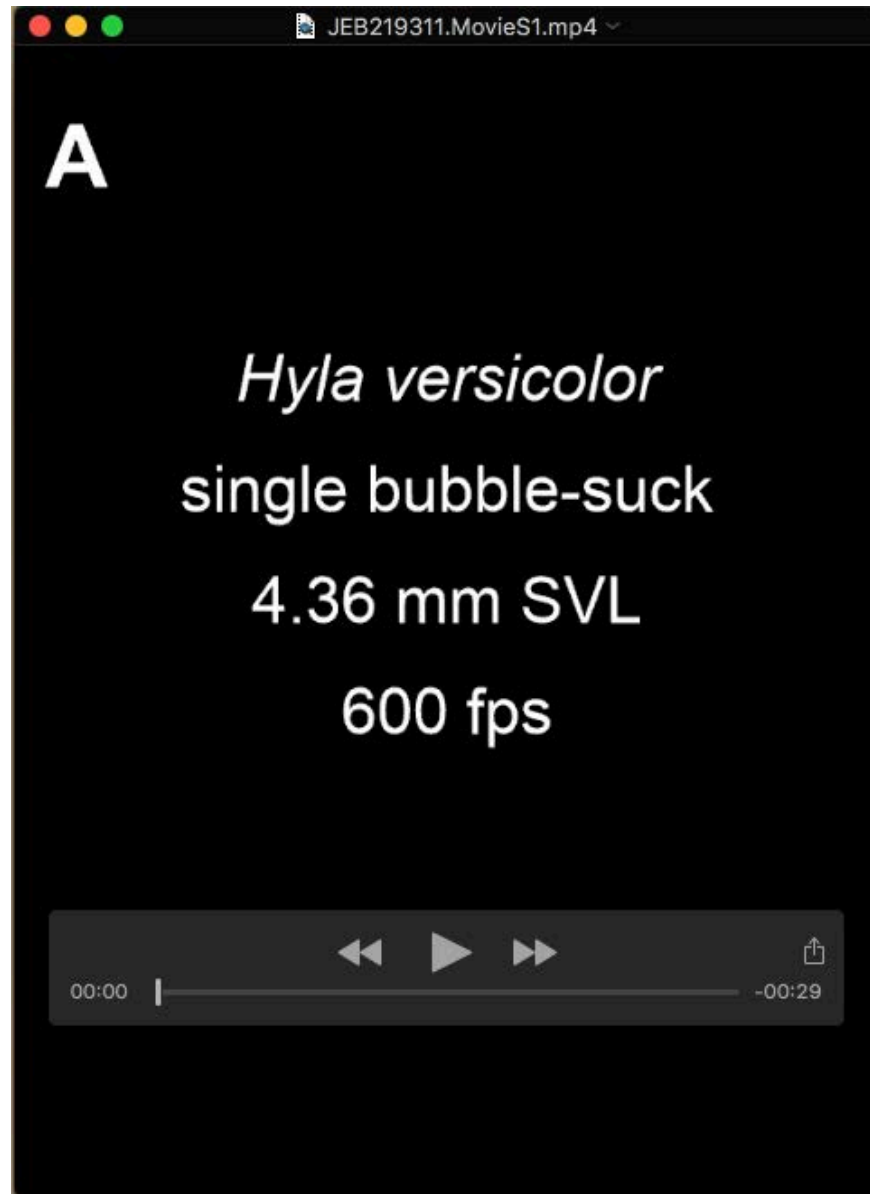 JEB219311.MovieS1.mp4
A
Hyla versicolor
single bubble-suck
4.36 mm SVL
600 fps
00:00 -00:29